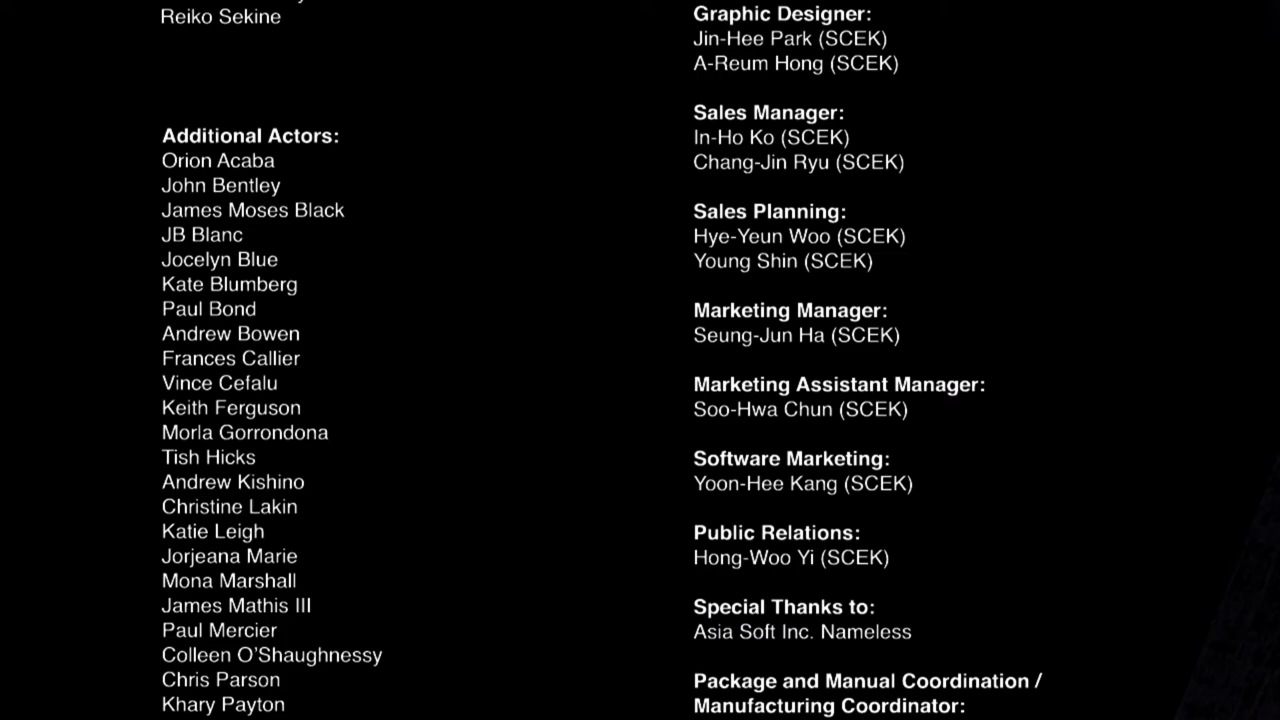 Reiko Sekine
Additional Actors:
Orion Acaba
John Bentley
James Moses Black
JB Blanc
Jocelyn Blue
Kate Blumberg
Paul Bond
Andrew Bowen
Frances Callier
Vince Cefalu
Keith Ferguson
Morla Gorrondona
Tish Hicks
Andrew Kishino
Christine Lakin
Katie Leigh
Jorjeana Marie
Mona Marshall
James Mathis III
Paul Mercier
Colleen O'Shaughnessy
Chris Parson
Khary Payton
Graphic Designer:
Jin-Hee Park (SCEK)
A-Reum Hong (SCEK)
Sales Manager:
In-Ho Ko (SCEK)
Chang-Jin Ryu (SCEK)
Sales Planning:
Hye-Yeun Woo (SCEK)
Young Shin (SCEK)
Marketing Manager:
Seung-Jun Ha (SCEK)
Marketing Assistant Manager:
Soo-Hwa Chun (SCEK)
Software Marketing:
Yoon-Hee Kang (SCEK)
Public Relations:
Hong-Woo Yi (SCEK)
Special Thanks to:
Asia Soft Inc. Nameless
Package and Manual Coordination /
Manufacturing Coordinator: